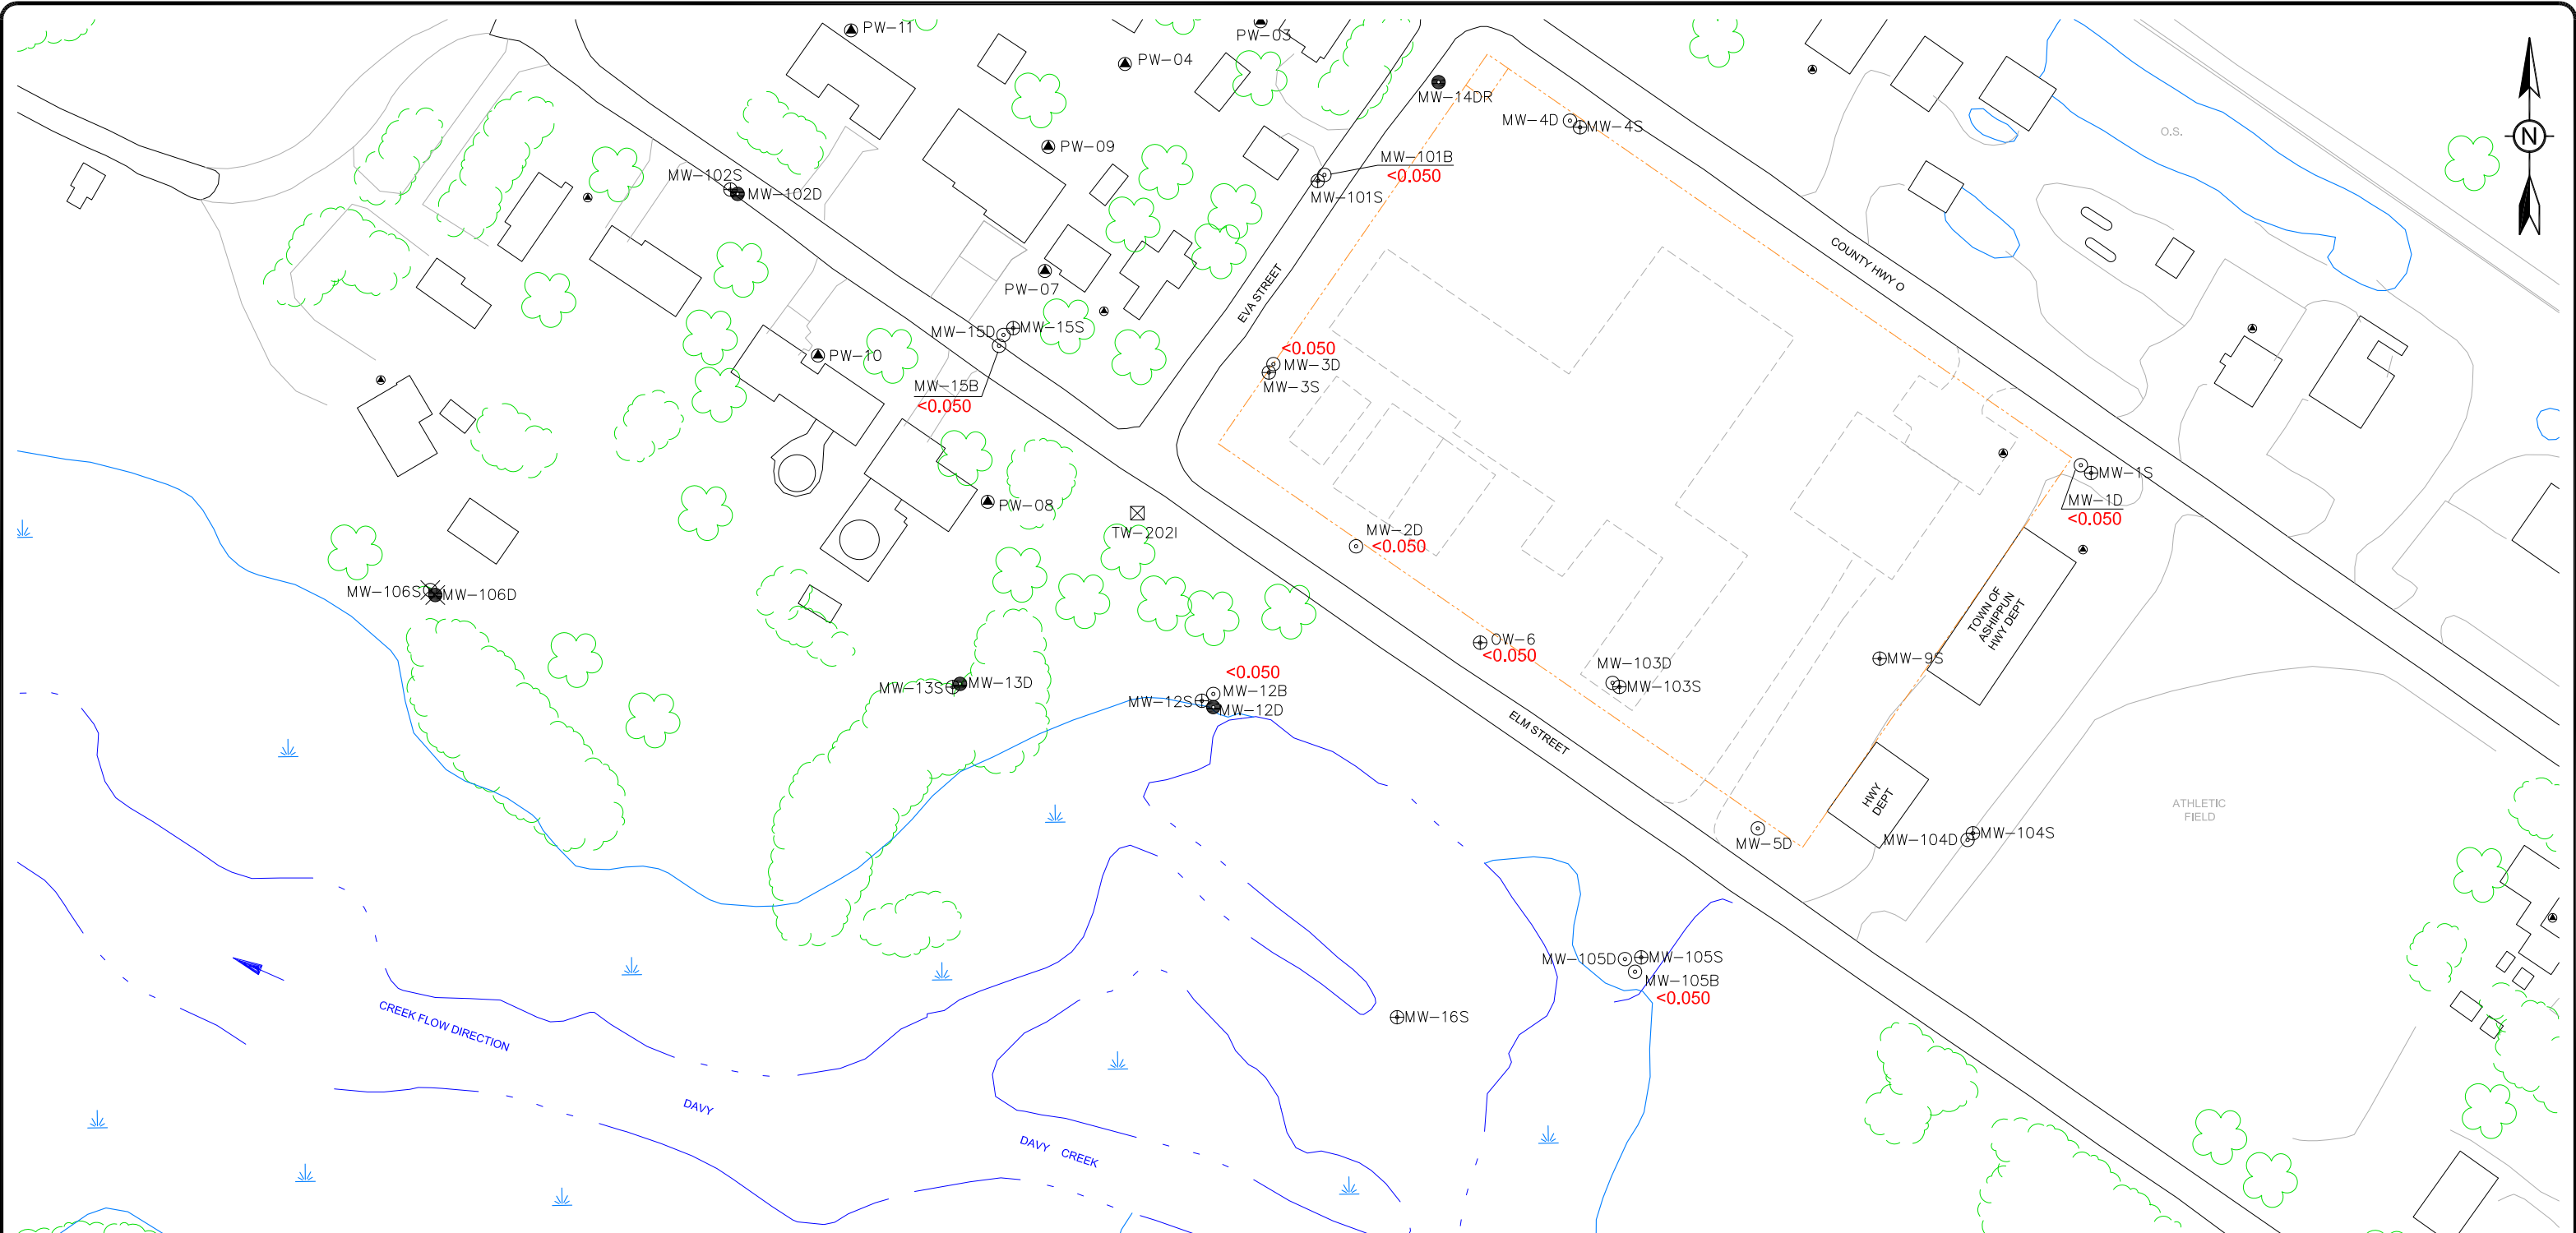 PW-11
PW-04
PW-03
MW-14DR
MW-4D
MW-4S
N
O.S.
PW-09
MW-101B
<0.050
MW-101S
MW-102S
MW-102D
COUNTY HWY O
EVA STREET
PW-07
MW-15D
MW-15S
PW-10
MW-15B
<0.050
<0.050
MW-3D
MW-3S
MW-1S
MW-1D
<0.050
PW-08
TW-202I
MW-2D
<0.050
MW-106S
MW-106D
TOWN OF
ASHIPPUN
HWY DEPT
OW-6
<0.050
MW-9S
MW-103D
MW-103S
<0.050
MW-13S
MW-13D
MW-12B
MW-12S
MW-12D
ELM STREET
HWY
DEPT
ATHLETIC
FIELD
MW-5D
MW-104D
MW-104S
MW-105D
MW-105S
MW-105B
<0.050
MW-16S
CREEK FLOW DIRECTION
DAVY
DAVY CREEK